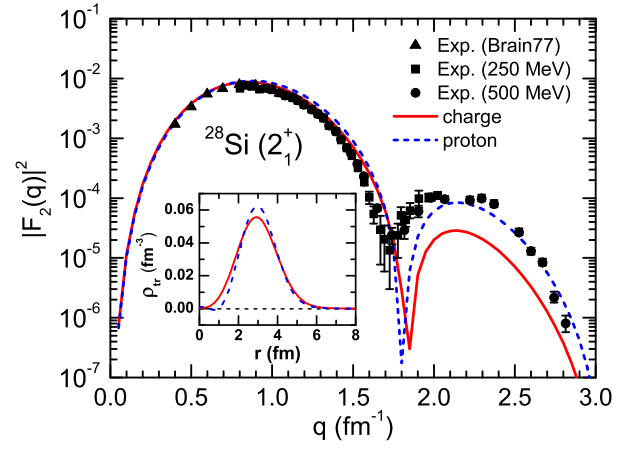 10⁻¹
10⁻²
10⁻³
10⁻⁴
10⁻⁵
10⁻⁶
10⁻⁷
|F₂(q)|²
Exp. (Brain77)
Exp. (250 MeV)
Exp. (500 MeV)
charge
proton
²⁸Si (2₁⁺)
0.06
0.04
0.02
0.00
ρₜᵣ (fm⁻³)
0 2 4 6 8
r (fm)
0.0 0.5 1.0 1.5 2.0 2.5 3.0
q (fm⁻¹)